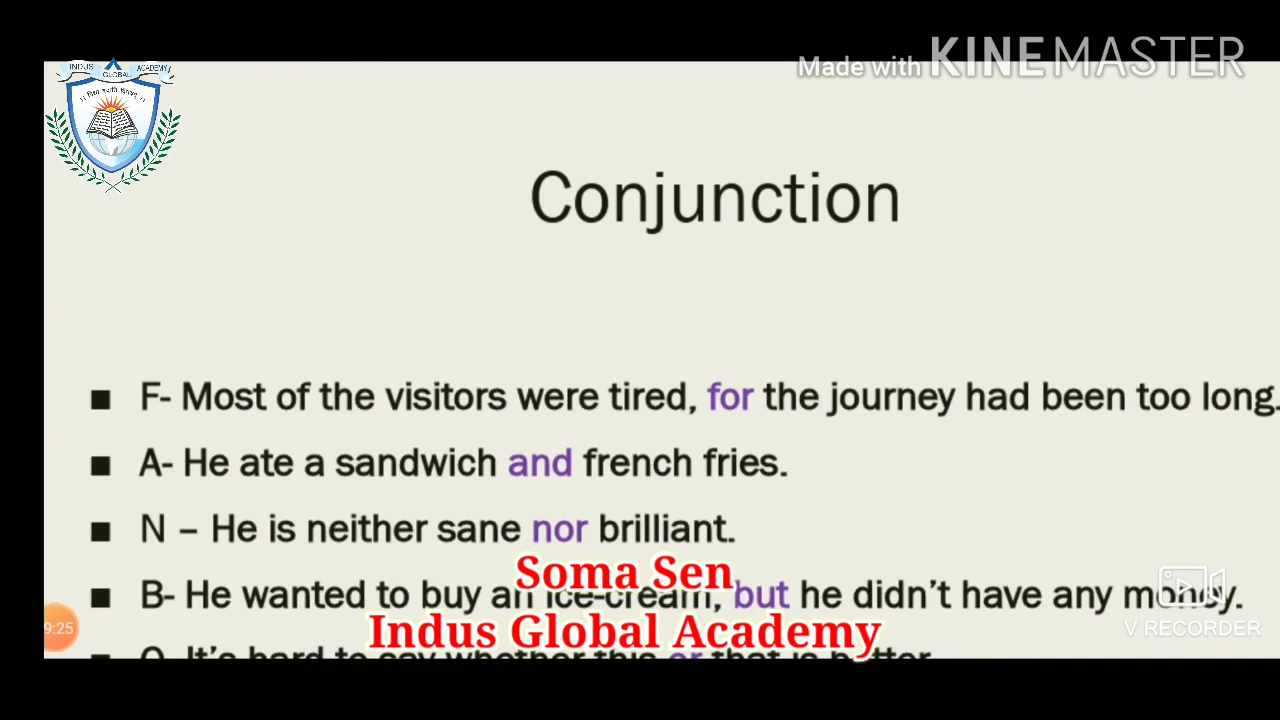 INDUS GLOBAL ACADEMY
Made with KINEMASTER
Conjunction
■ F- Most of the visitors were tired, for the journey had been too long.
■ A- He ate a sandwich and french fries.
■ N – He is neither sane nor brilliant.
Soma Sen
■ B- He wanted to buy an ice-cream, but he didn't have any money.
9:25
V RECORDER
Indus Global Academy
■ O- It's hard to say whether this or that is better.